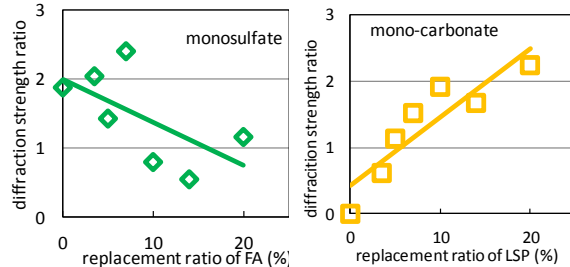 3
monosulfate
2
1
0
0 10 20
diffraction strength ratio
replacement ratio of FA (%)
3
mono-carbonate
2
1
0
0 10 20
diffraciition strength ratio
replacement ratio of LSP (%)